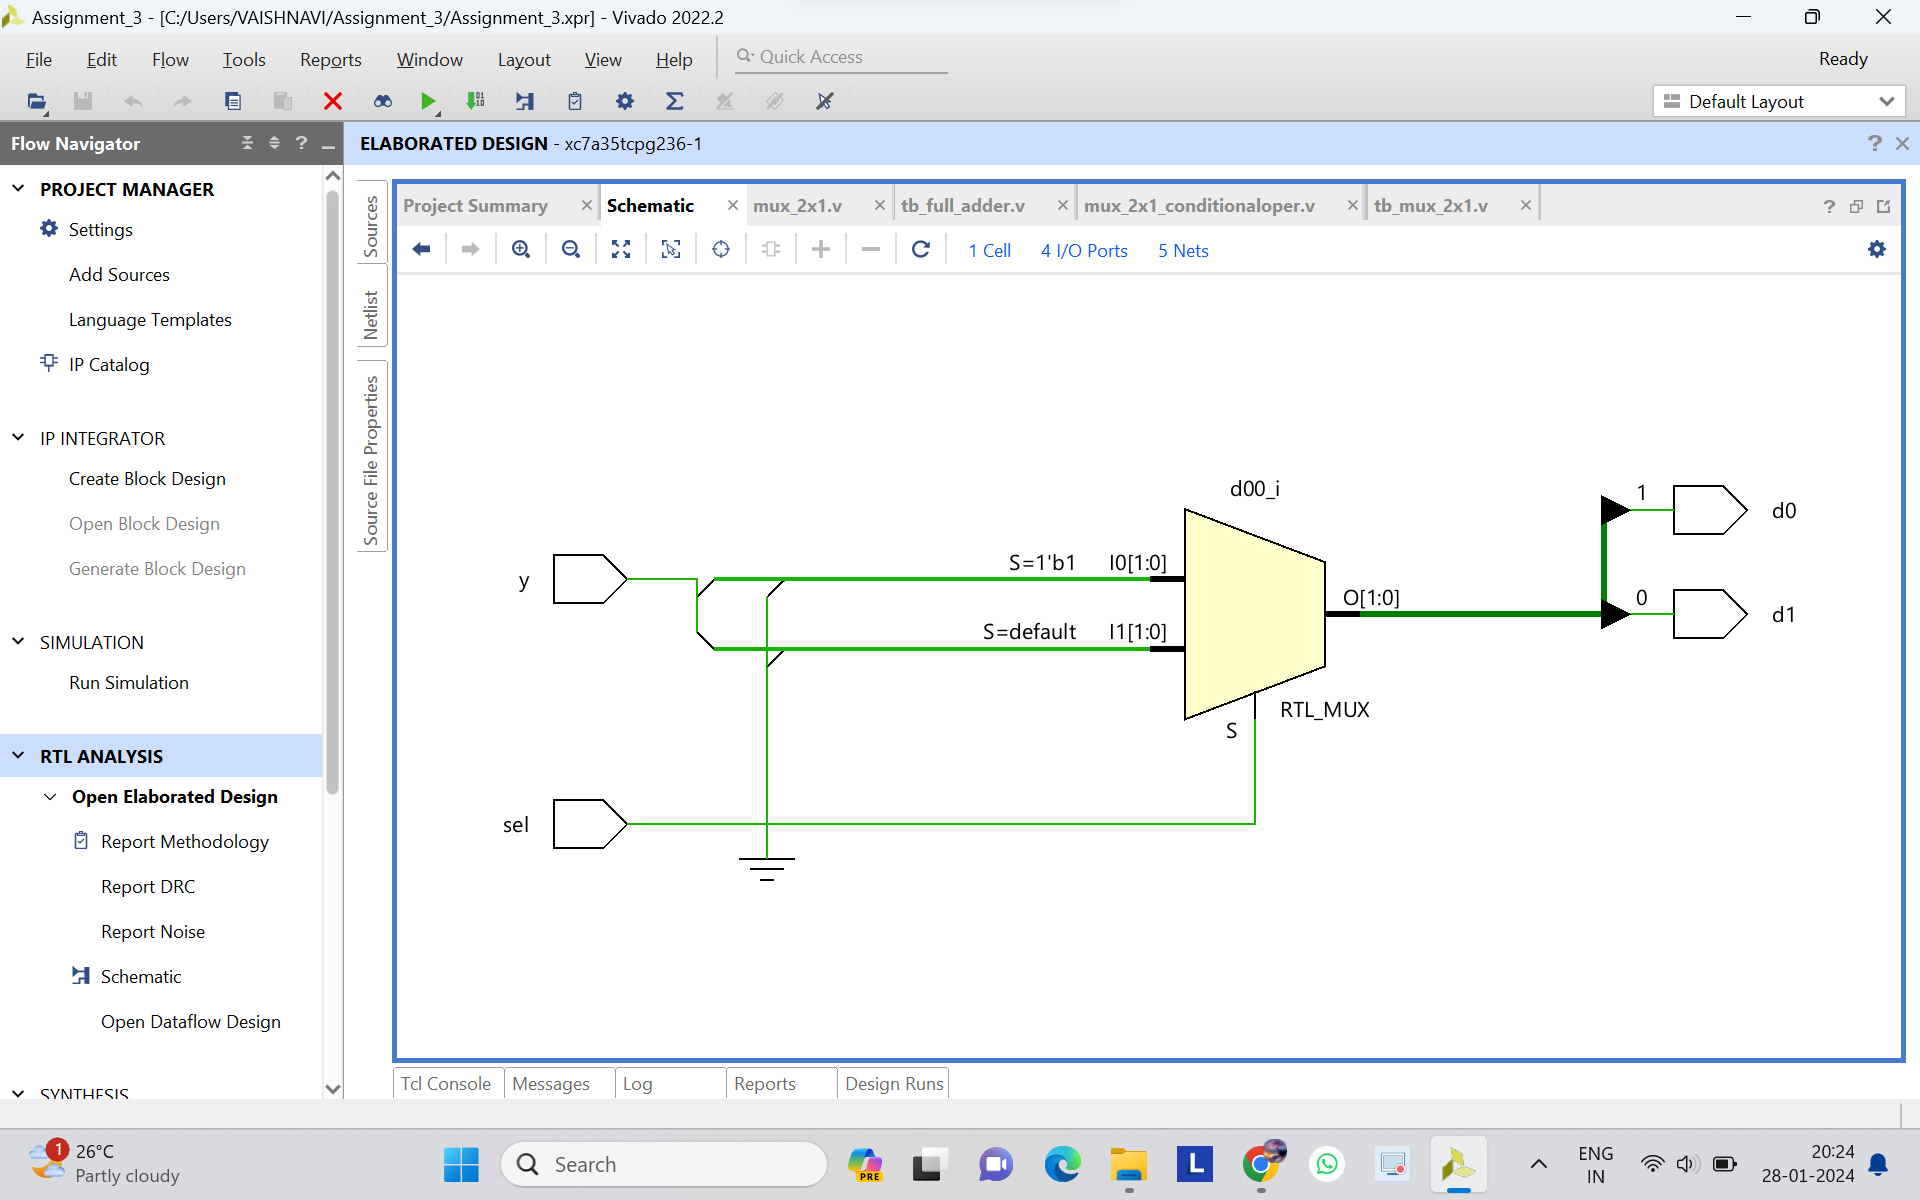 Assignment_3 - [C:/Users/VAISHNAVI/Assignment_3/Assignment_3.xpr] - Vivado 2022.2
File Edit Flow Tools Reports Window Layout View Help Quick Access Ready
Default Layout
Flow Navigator ? ELABORATED DESIGN - xc7a35tcpg236-1 ?
PROJECT MANAGER
Settings
Add Sources
Language Templates
IP Catalog
IP INTEGRATOR
Create Block Design
Open Block Design
Generate Block Design
SIMULATION
Run Simulation
RTL ANALYSIS
Open Elaborated Design
Report Methodology
Report DRC
Report Noise
Schematic
Open Dataflow Design
SYNTHESIS
Sources
Netlist
Source File Properties
Project Summary Schematic mux_2x1.v tb_full_adder.v mux_2x1_conditionaloper.v tb_mux_2x1.v ?
1 Cell 4 I/O Ports 5 Nets
d00_i
y
S=1'b1 I0[1:0]
S=default I1[1:0]
O[1:0]
1 d0
0 d1
RTL_MUX
S
sel
Tcl Console Messages Log Reports Design Runs
1
26°C
Partly cloudy
Search
PRE
L
ENG
IN
20:24
28-01-2024